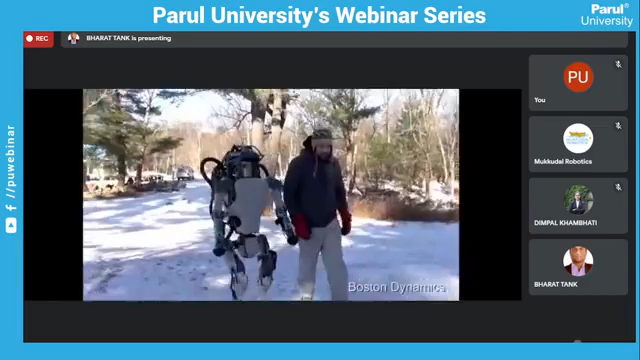 Parul University's Webinar Series
Parul®
University
REC
BHARAT TANK is presenting
PU
You
Mukkudal Robotics
DIMPAL KHAMBHATI
BHARAT TANK
Boston Dynamics
f //puwebinar